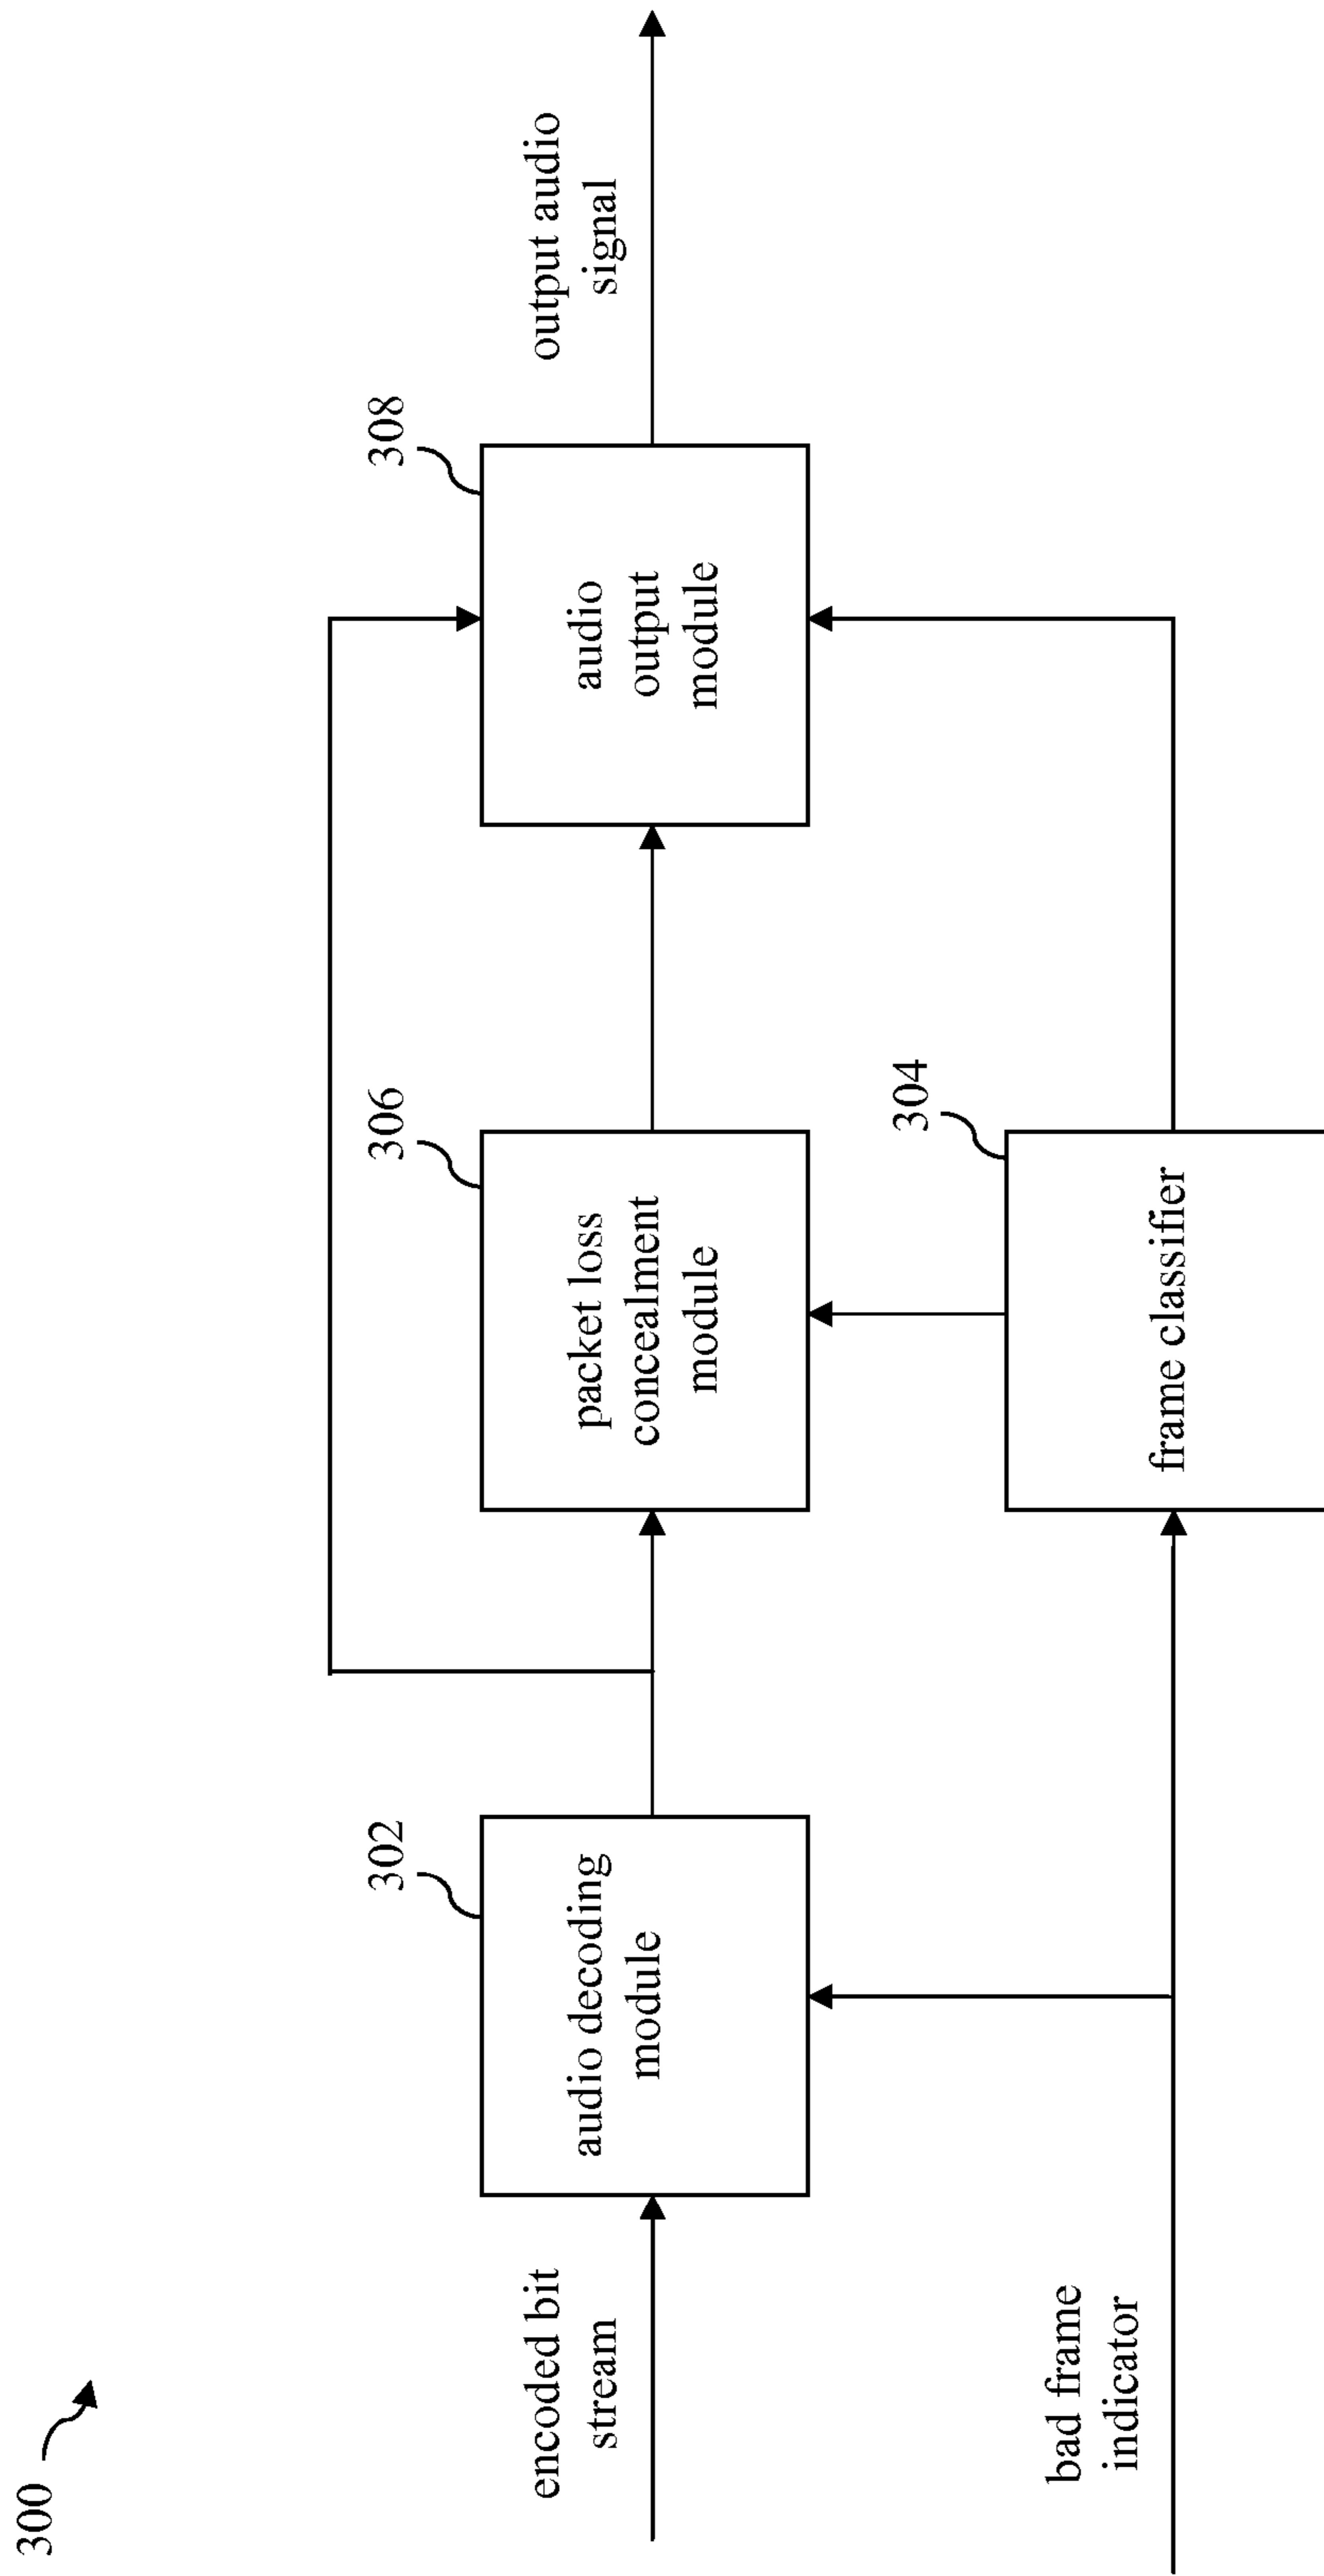 300
encoded bit
stream
302
audio decoding
module
306
packet loss
concealment
module
308
audio
output
module
output audio
signal
bad frame
indicator
304
frame classifier